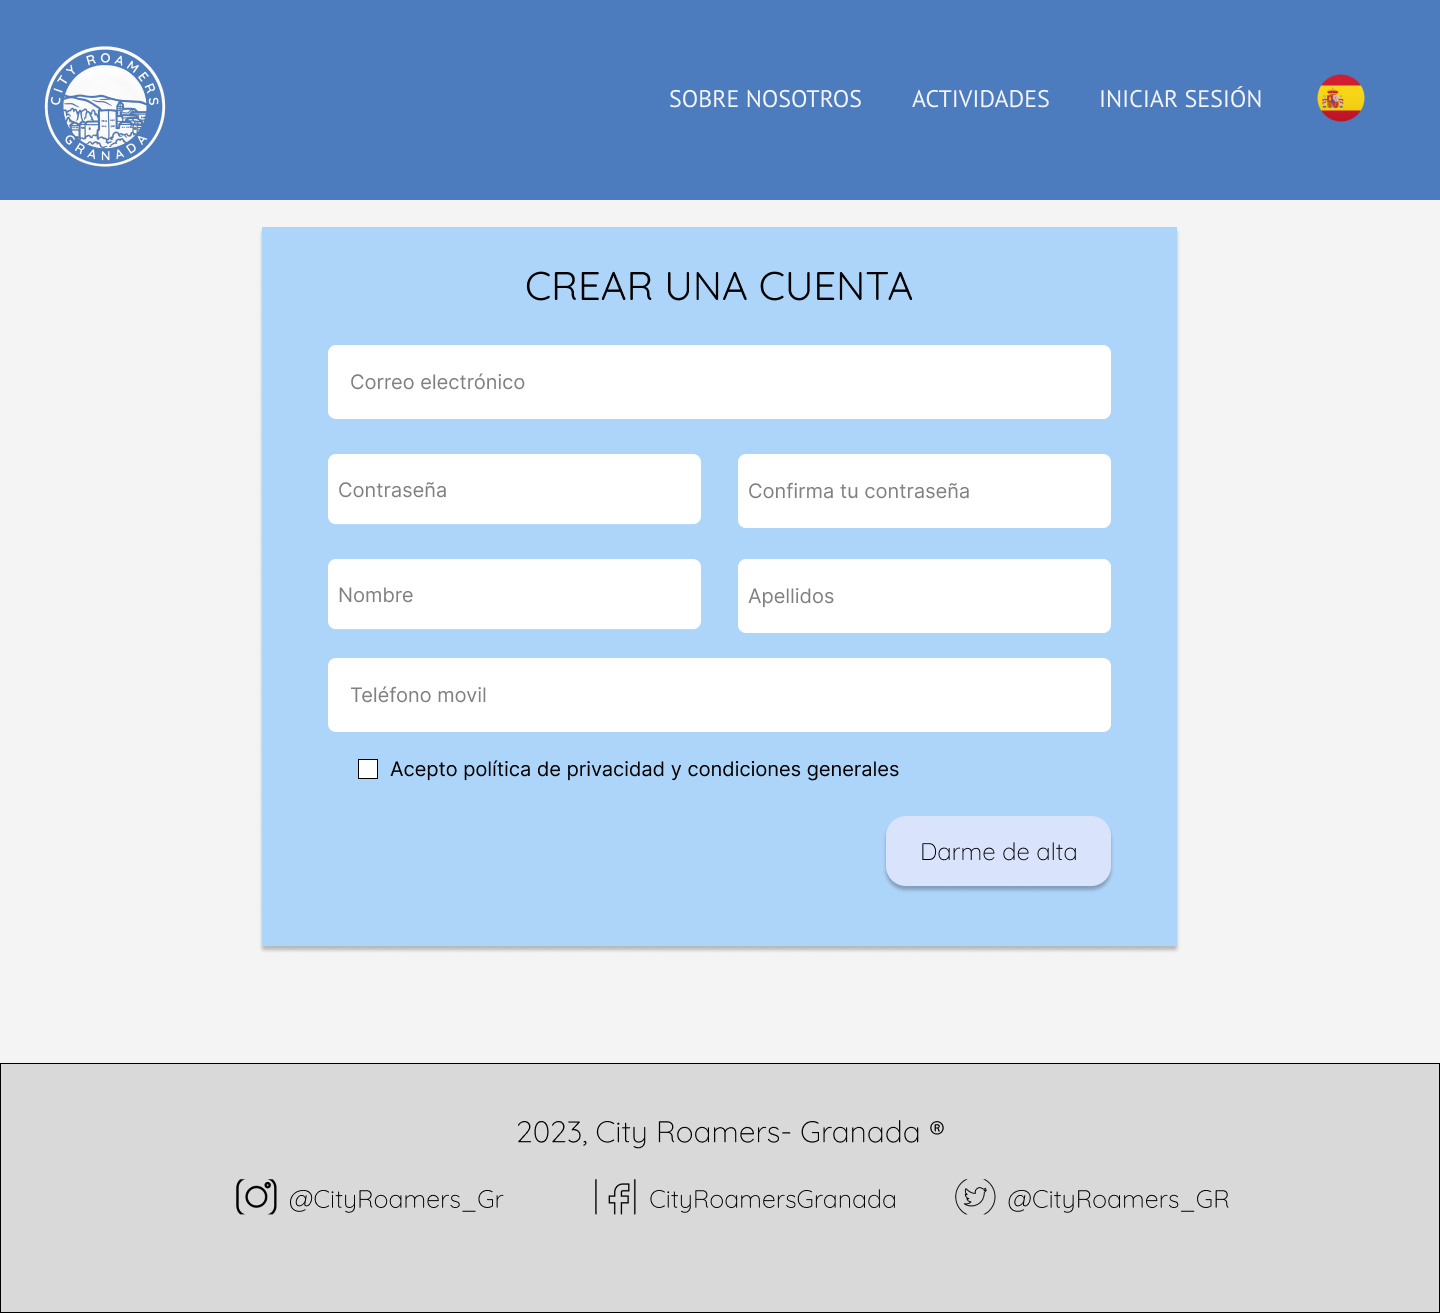 CITY ROAMERS
GRANADA
SOBRE NOSOTROS
ACTIVIDADES
INICIAR SESIÓN
CREAR UNA CUENTA
Correo electrónico
Contraseña
Confirma tu contraseña
Nombre
Apellidos
Teléfono movil
Acepto política de privacidad y condiciones generales
Darme de alta
2023, City Roamers- Granada ®
@CityRoamers_Gr
CityRoamersGranada
@CityRoamers_GR